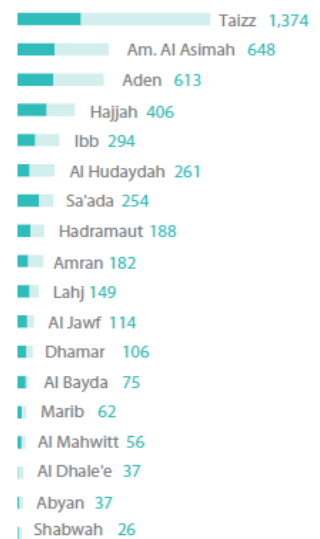 Taizz 1,374
Am. Al Asimah 648
Aden 613
Hajjah 406
Ibb 294
Al Hudaydah 261
Sa'ada 254
Hadramaut 188
Amran 182
Lahj 149
Al Jawf 114
Dhamar 106
Al Bayda 75
Marib 62
Al Mahwitt 56
Al Dhale'e 37
Abyan 37
Shabwah 26